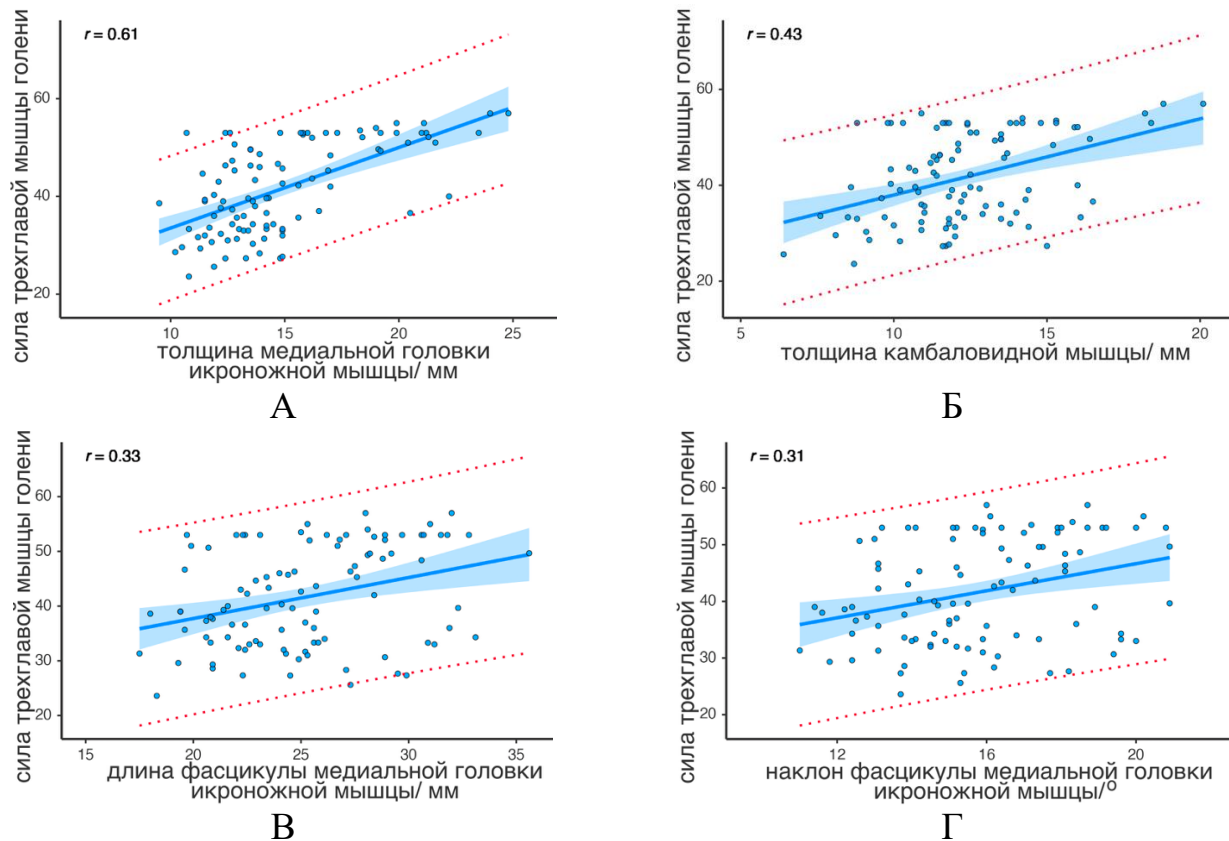 r = 0.61
сила трехглавой мышцы голени
60
40
20
10
15
20
25
толщина медиальной головки
икроножной мышцы/ мм
А
r = 0.43
сила трехглавой мышцы голени
60
40
20
5
10
15
20
толщина камбаловидной мышцы/ мм
Б
r = 0.33
сила трехглавой мышцы голени
60
50
40
30
20
15
20
25
30
35
длина фасцикулы медиальной головки
икроножной мышцы/ мм
В
r = 0.31
сила трехглавой мышцы голени
60
50
40
30
20
12
16
20
наклон фасцикулы медиальной головки
икроножной мышцы/º
Г